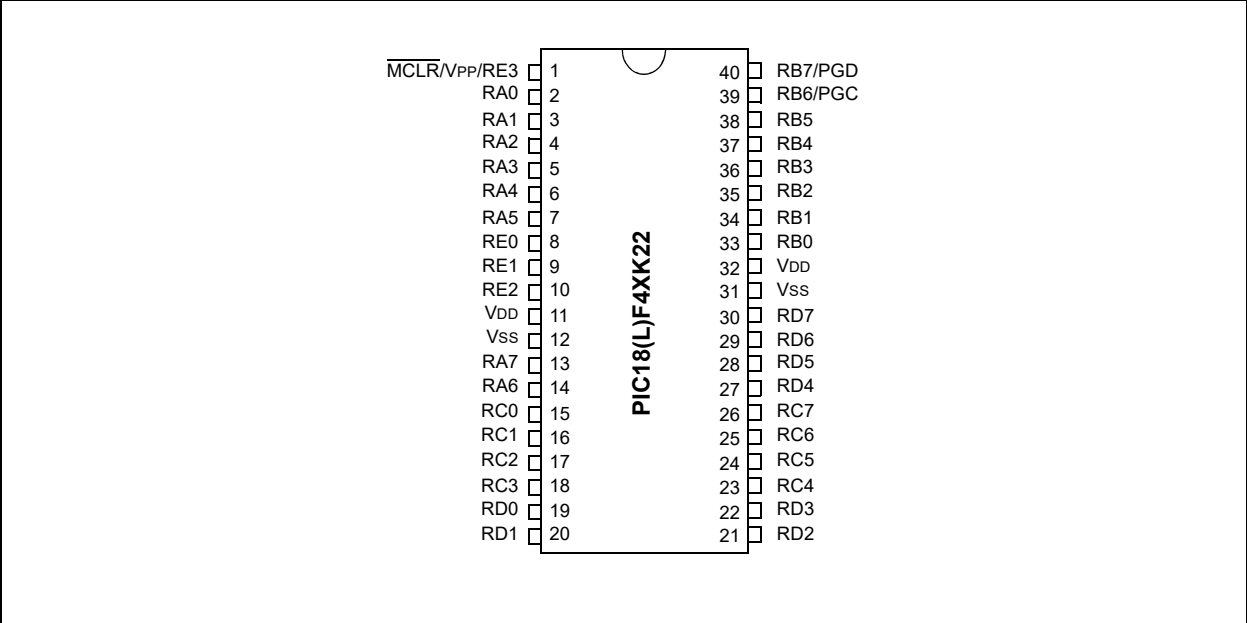 MCLR/VPP/RE3 1 40 RB7/PGD
RA0 2 39 RB6/PGC
RA1 3 38 RB5
RA2 4 37 RB4
RA3 5 36 RB3
RA4 6 35 RB2
RA5 7 34 RB1
RE0 8 33 RB0
RE1 9 32 VDD
RE2 10 31 VSS
VDD 11 30 RD7
VSS 12 29 RD6
RA7 13 28 RD5
RA6 14 27 RD4
RC0 15 26 RC7
RC1 16 25 RC6
RC2 17 24 RC5
RC3 18 23 RC4
RD0 19 22 RD3
RD1 20 21 RD2
PIC18(L)F4XK22